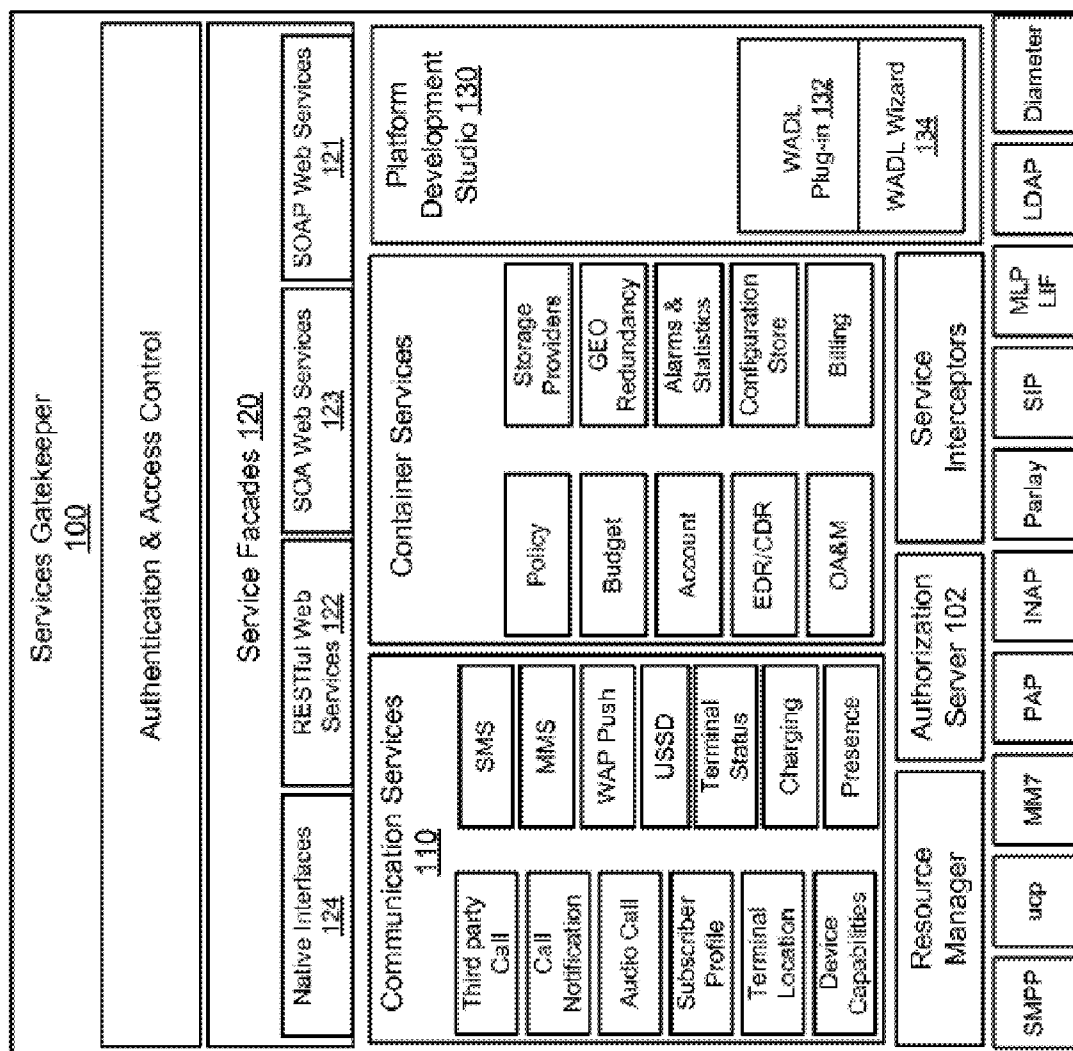 Services Gatekeeper
100
Authentication & Access Control
Service Facades 120
Native Interfaces
124
RESTful Web
Services 122
SOA Web Services
123
SOAP Web Services
121
Communication Services
110
Third party
Call
Call
Notification
Audio Call
Subscriber
Profile
Terminal
Location
Device
Capabilities
SMS
MMS
WAP Push
USSD
Terminal
Status
Charging
Presence
Container Services
Policy
Budget
Account
EDR/CDR
OA&M
Storage
Providers
GEO
Redundancy
Alarms &
Statistics
Configuration
Store
Billing
Platform
Development
Studio 130
WADL
Plug-in 132
WADL Wizard
134
Resource
Manager
Authorization
Server 102
Service
Interceptors
SMPP
ucp
MM7
PAP
INAP
Parlay
SIP
MLP
LIF
LDAP
Diameter